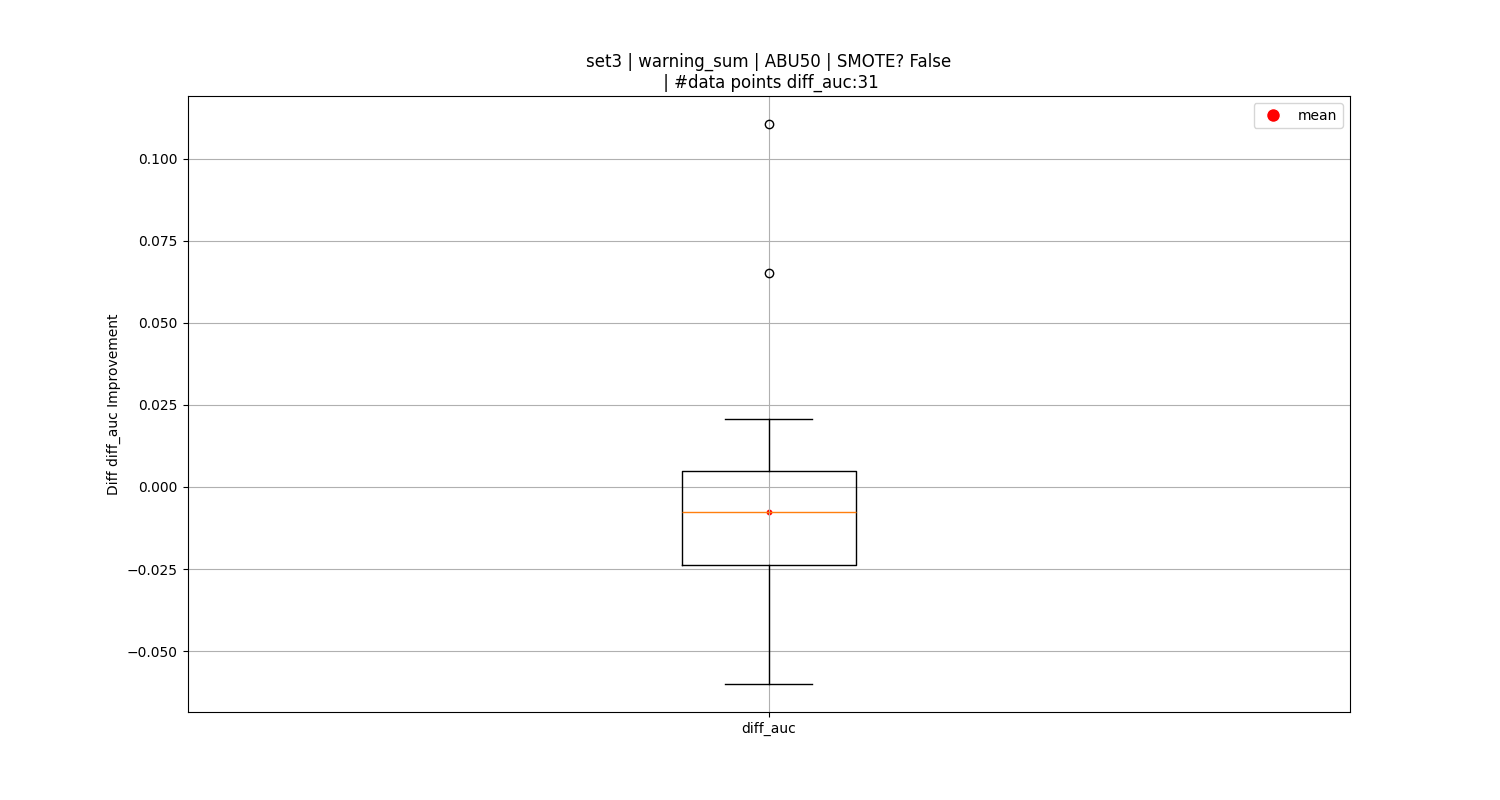 set3 | warning_sum | ABU50 | SMOTE? False
| #data points diff_auc:31
mean
0.100
0.075
0.050
0.025
0.000
−0.025
−0.050
Diff diff_auc Improvement
diff_auc